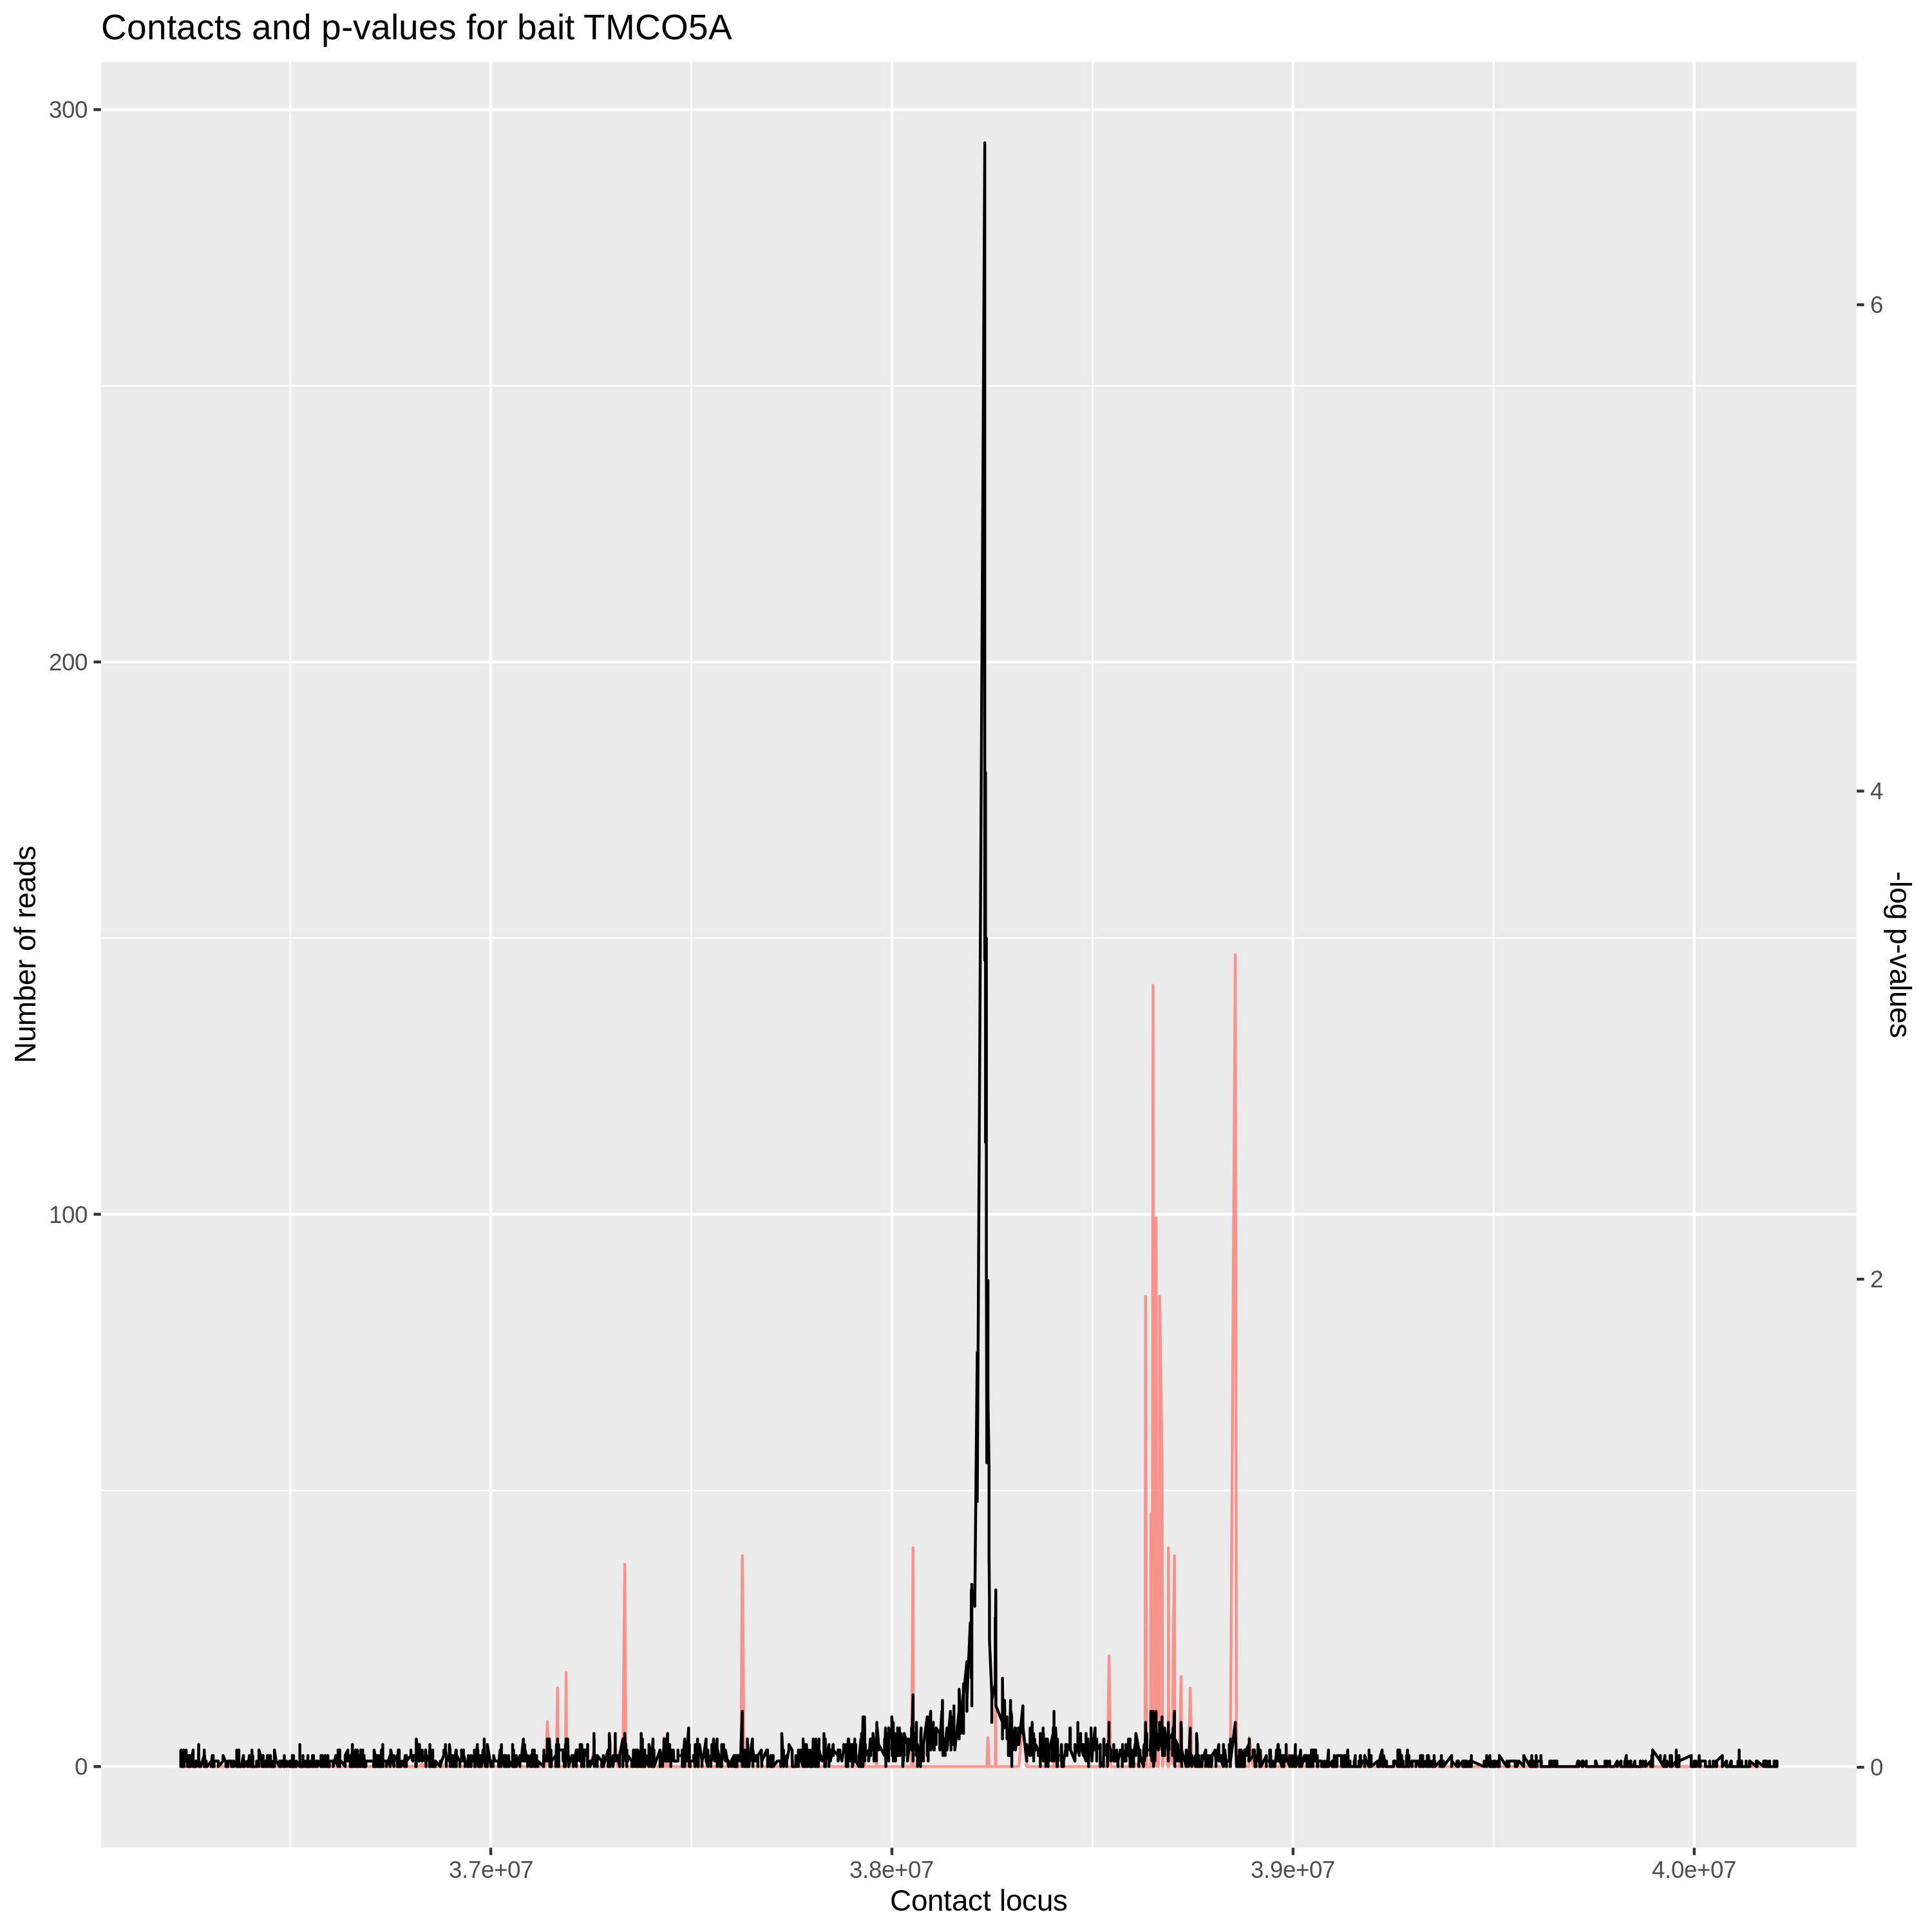 Contacts and p-values for bait TMCO5A
300
200
100
0
Number of reads
6
4
2
0
-log p-values
3.7e+07
3.8e+07
3.9e+07
4.0e+07
Contact locus